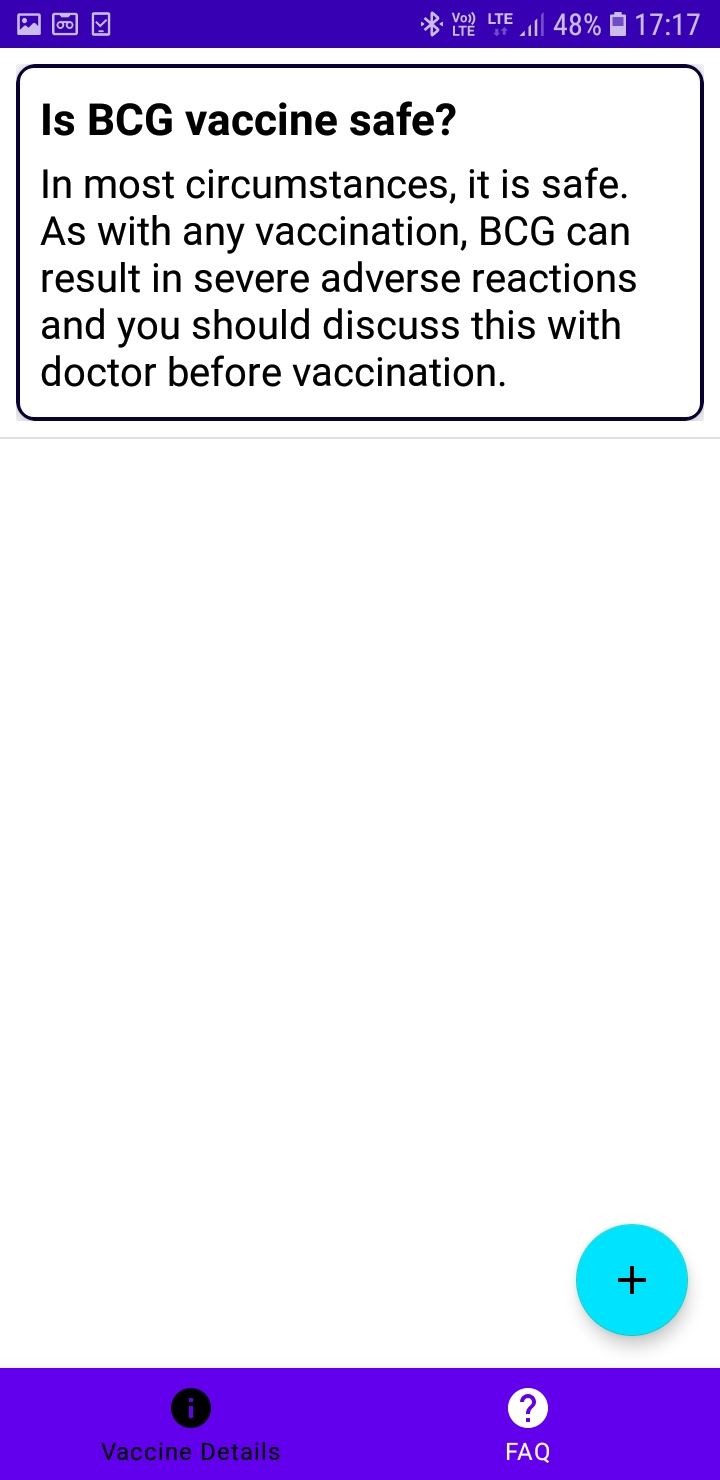 Vo)) LTE LTE 48% 17:17
Is BCG vaccine safe?
In most circumstances, it is safe.
As with any vaccination, BCG can
result in severe adverse reactions
and you should discuss this with
doctor before vaccination.
+
Vaccine Details
FAQ